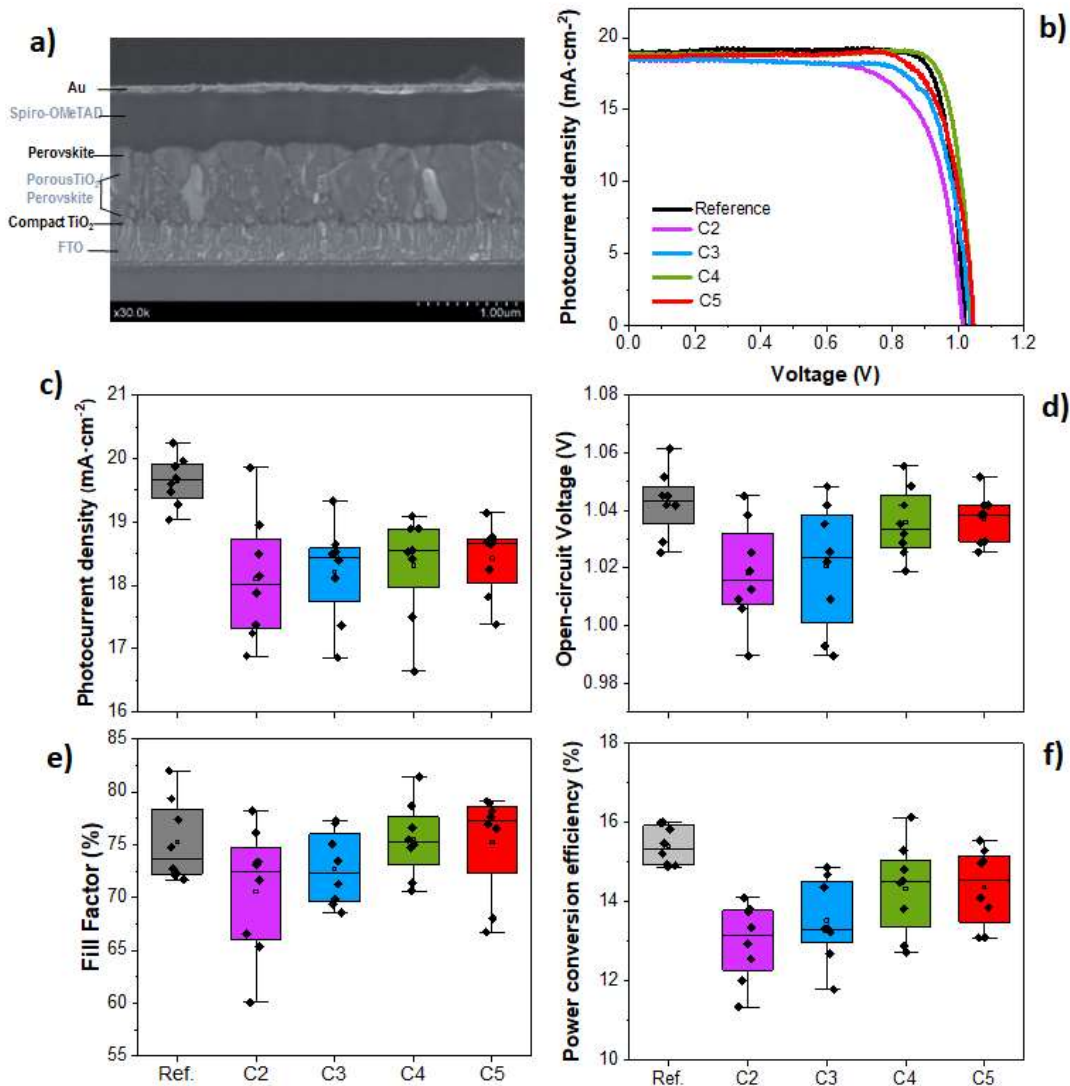 a)
Au
Spiro-OMeTAD
Perovskite
PorousTiO2/
Perovskite
Compact TiO2
FTO
x30.0k
1.00um
b)
Photocurrent density (mA·cm-²)
20
15
10
5
0
Reference
C2
C3
C4
C5
0.0 0.2 0.4 0.6 0.8 1.0 1.2
Voltage (V)
c)
Photocurrent density (mA·cm⁻²)
21
20
19
18
17
16
d)
Open-circuit Voltage (V)
1.08
1.06
1.04
1.02
1.00
0.98
e)
Fill Factor (%)
85
80
75
70
65
60
55
Ref. C2 C3 C4 C5
f)
Power conversion efficiency (%)
18
16
14
12
10
Ref. C2 C3 C4 C5